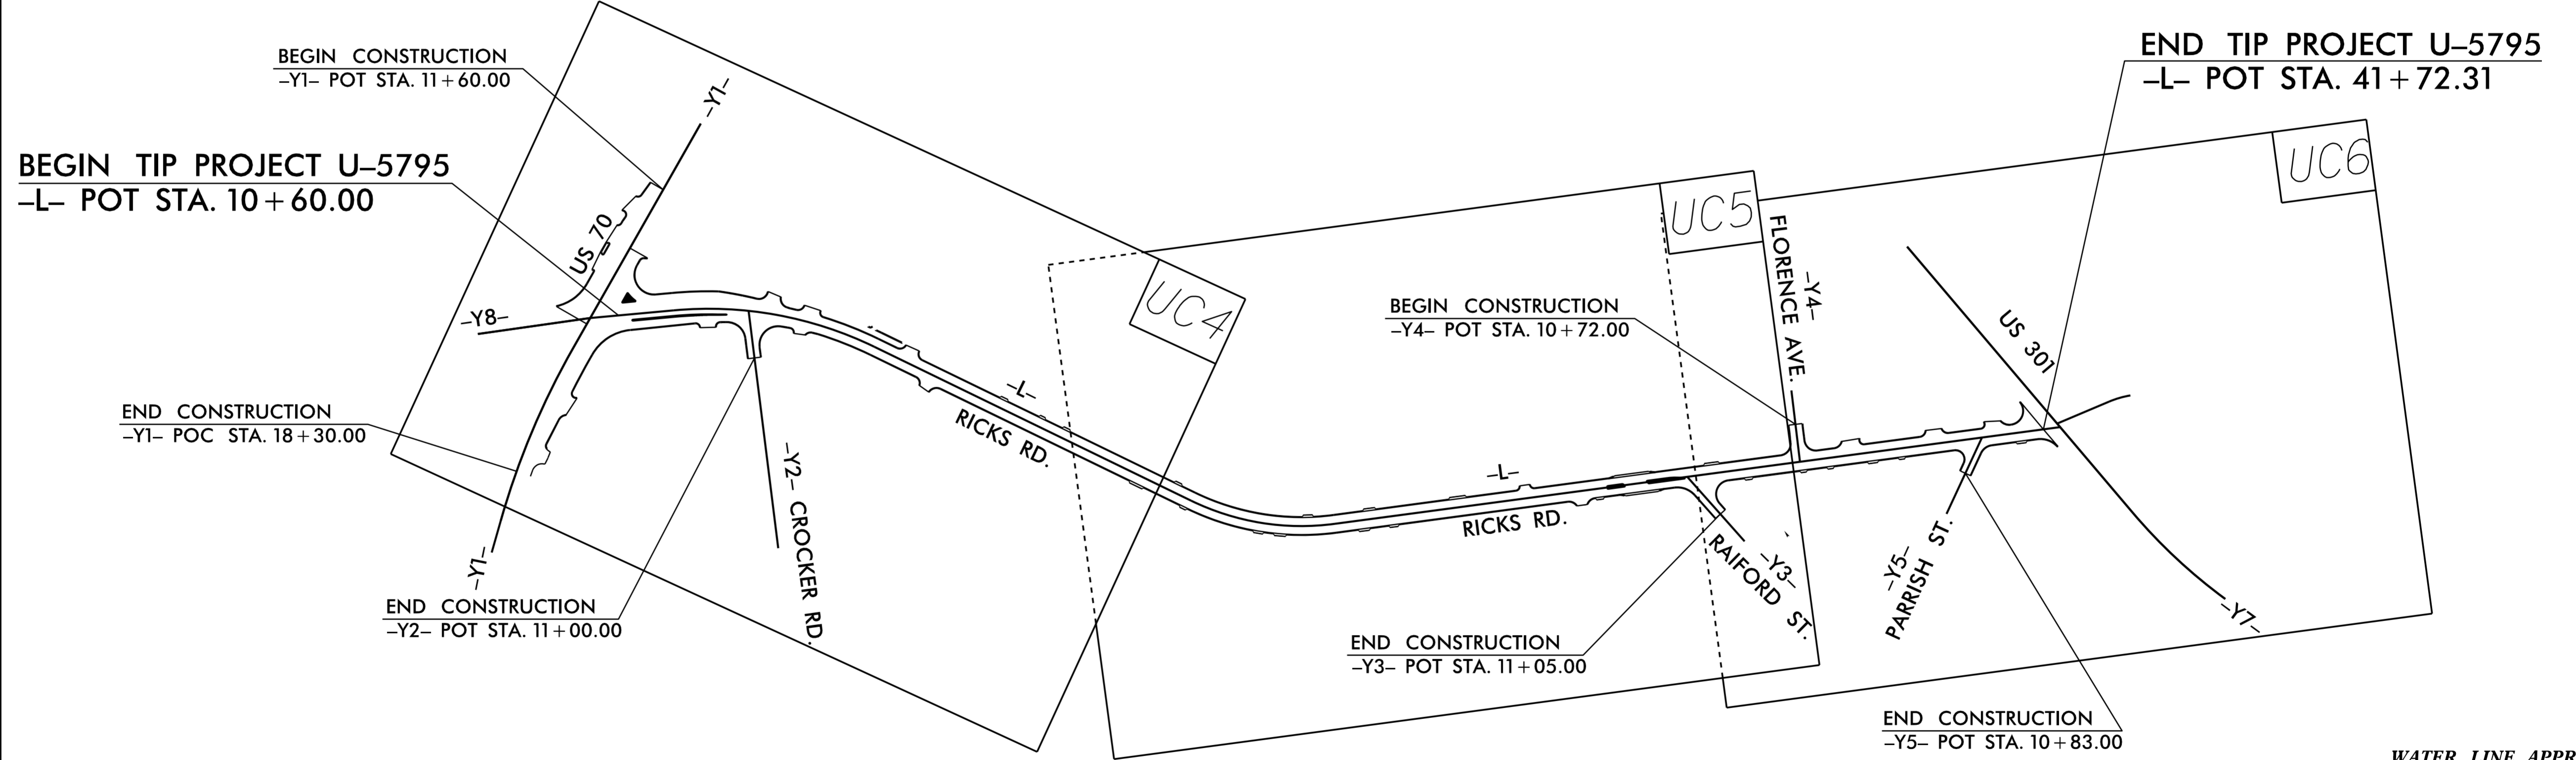 BEGIN CONSTRUCTION
–Y1– POT STA. 11+60.00
BEGIN TIP PROJECT U–5795
–L– POT STA. 10+60.00
END CONSTRUCTION
–Y1– POC STA. 18+30.00
END CONSTRUCTION
–Y2– POT STA. 11+00.00
–Y1–
US 70
–Y8–
–Y1–
–Y2– CROCKER RD.
–L–
RICKS RD.
UC4
UC5
BEGIN CONSTRUCTION
–Y4– POT STA. 10+72.00
–L–
RICKS RD.
END CONSTRUCTION
–Y3– POT STA. 11+05.00
–Y3–
RAIFORD ST.
FLORENCE AVE.
–Y4–
END TIP PROJECT U–5795
–L– POT STA. 41+72.31
UC6
US 301
–Y5–
PARRISH ST.
–Y7–
END CONSTRUCTION
–Y5– POT STA. 10+83.00
WATER LINE